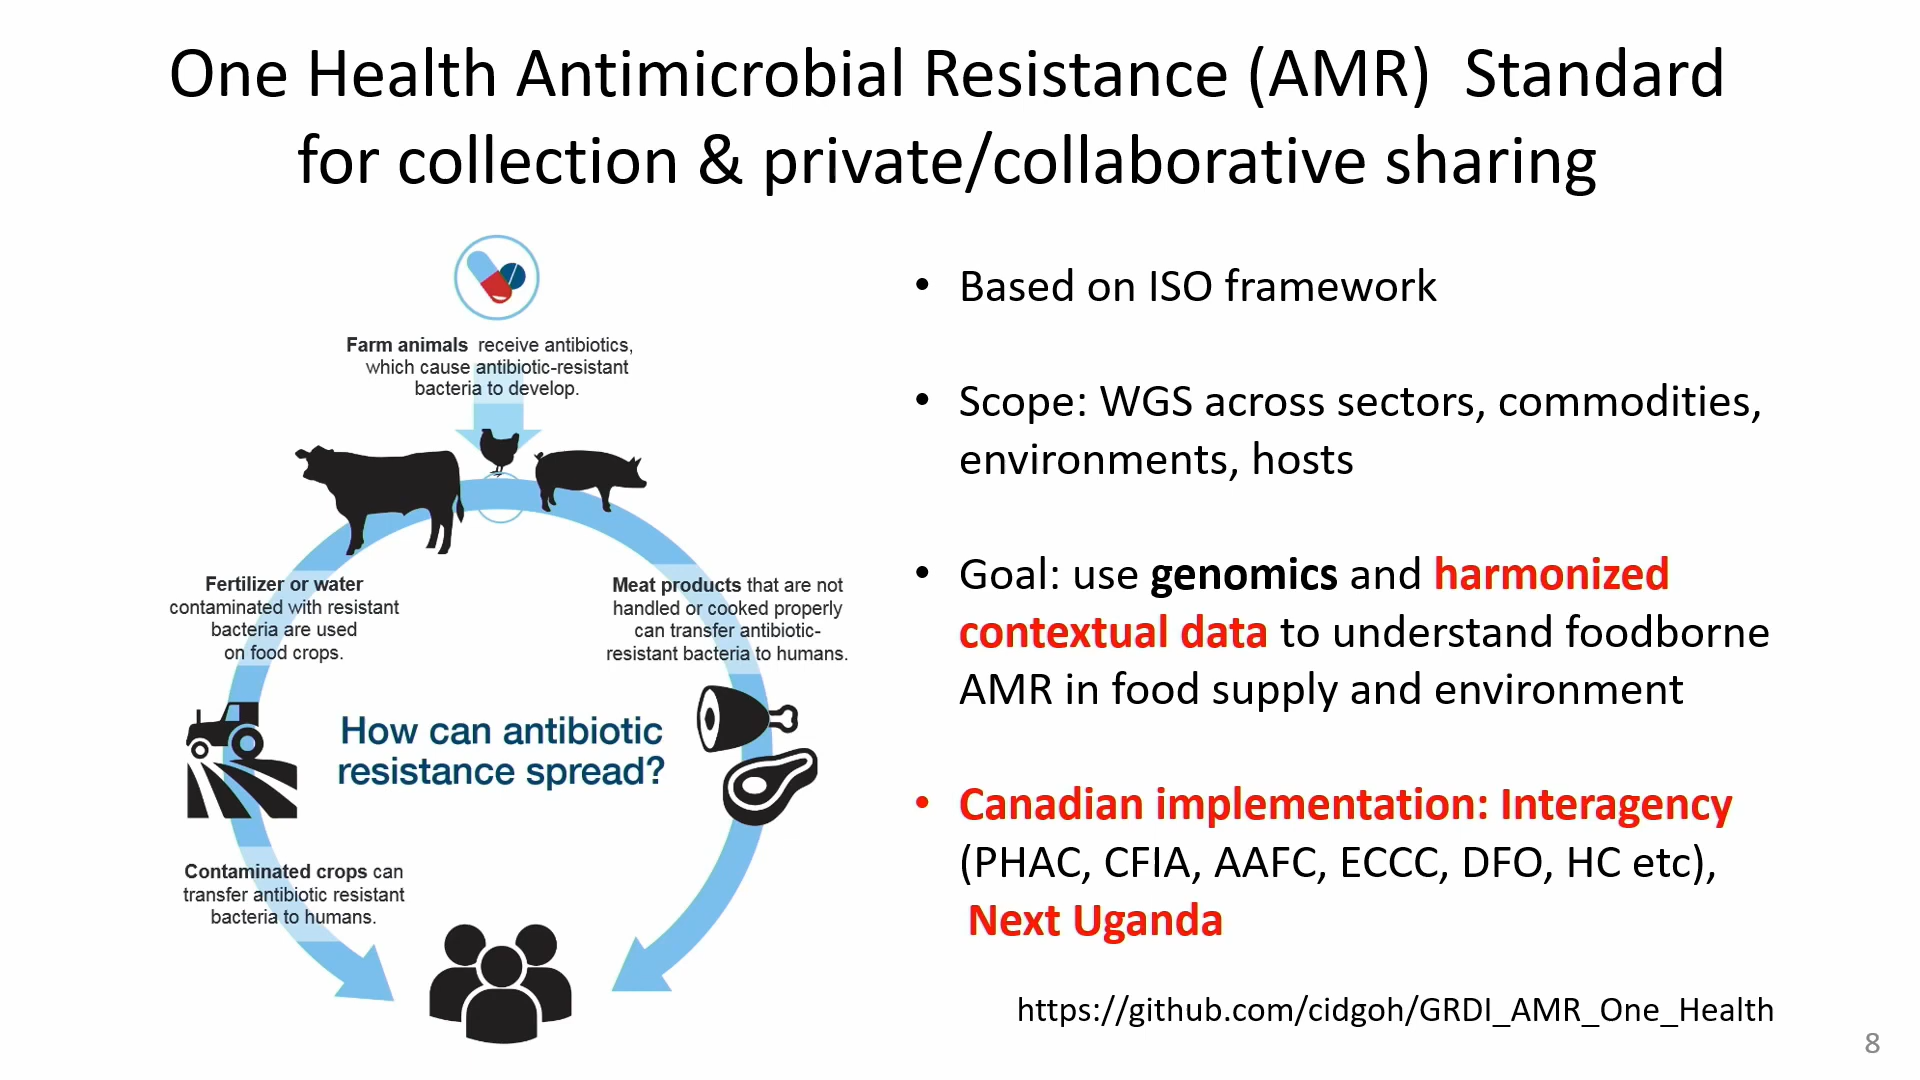 One Health Antimicrobial Resistance (AMR) Standard
for collection & private/collaborative sharing
Farm animals receive antibiotics,
which cause antibiotic-resistant
bacteria to develop.
Fertilizer or water
contaminated with resistant
bacteria are used
on food crops.
Meat products that are not
handled or cooked properly
can transfer antibiotic-
resistant bacteria to humans.
How can antibiotic
resistance spread?
Contaminated crops can
transfer antibiotic resistant
bacteria to humans.
• Based on ISO framework
• Scope: WGS across sectors, commodities,
environments, hosts
• Goal: use genomics and harmonized
contextual data to understand foodborne
AMR in food supply and environment
• Canadian implementation: Interagency
(PHAC, CFIA, AAFC, ECCC, DFO, HC etc),
Next Uganda
https://github.com/cidgoh/GRDI_AMR_One_Health
8